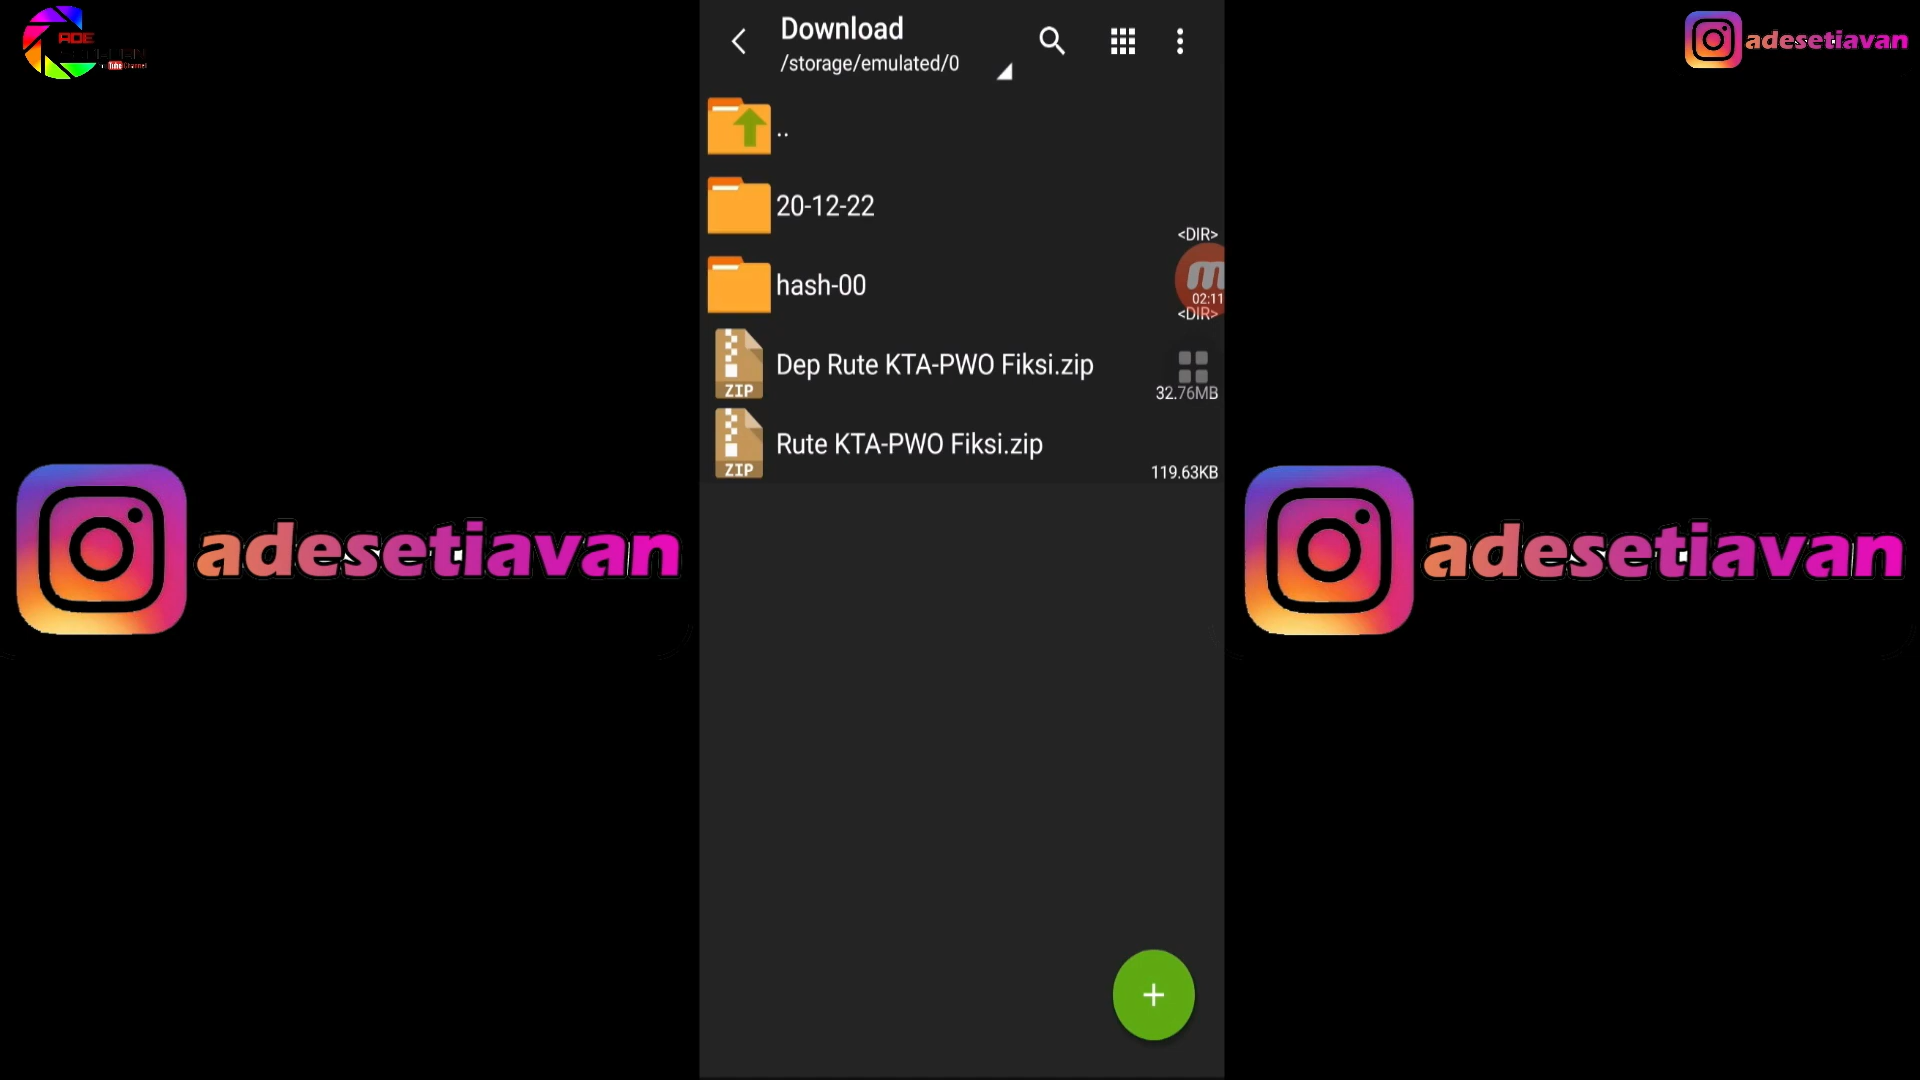 ADE
Download
/storage/emulated/0
adesetiavan
..
20-12-22
<DIR>
hash-00
02:11
<DIR>
Dep Rute KTA-PWO Fiksi.zip
ZIP
32.76MB
Rute KTA-PWO Fiksi.zip
ZIP
119.63KB
adesetiavan
adesetiavan